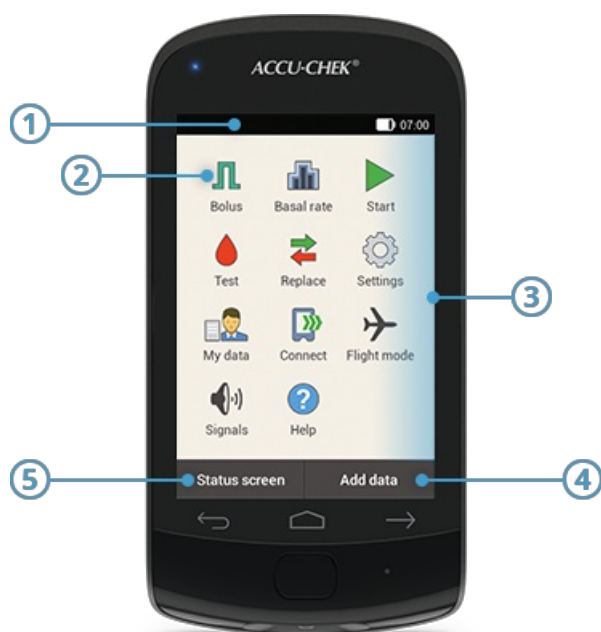 ACCU-CHEK®
1
07:00
2
Bolus
Basal rate
Start
Test
Replace
Settings
3
My data
Connect
Flight mode
?
Signals
Help
5
Status screen
Add data
4